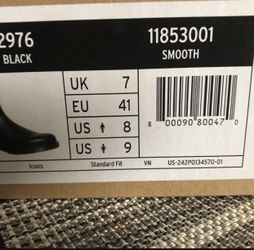 2976
BLACK
11853001
SMOOTH
UK 7
EU 41
US 8
US 9
8 00090 80047 0
Icons
Standard Fit
VN
US-242P0134570-01